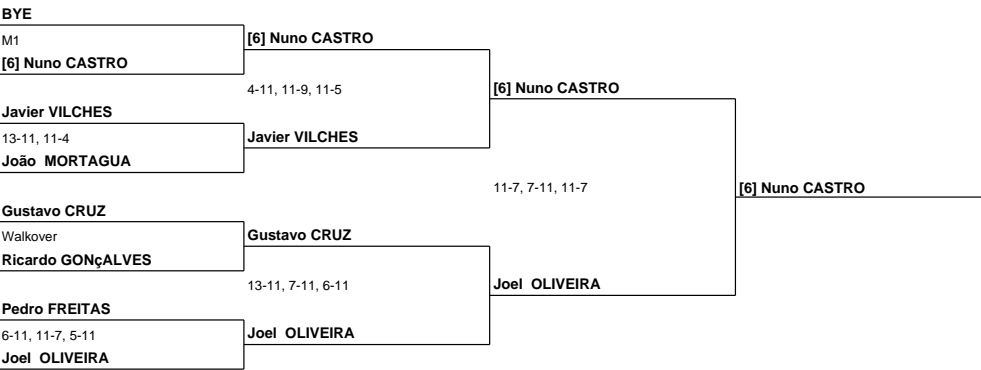 BYE
M1
[6] Nuno CASTRO
[6] Nuno CASTRO
4-11, 11-9, 11-5
[6] Nuno CASTRO
Javier VILCHES
13-11, 11-4
Javier VILCHES
João  MORTAGUA
11-7, 7-11, 11-7
[6] Nuno CASTRO
Gustavo CRUZ
Walkover
Gustavo CRUZ
Ricardo GONçALVES
13-11, 7-11, 6-11
Joel  OLIVEIRA
Pedro FREITAS
6-11, 11-7, 5-11
Joel  OLIVEIRA
Joel  OLIVEIRA